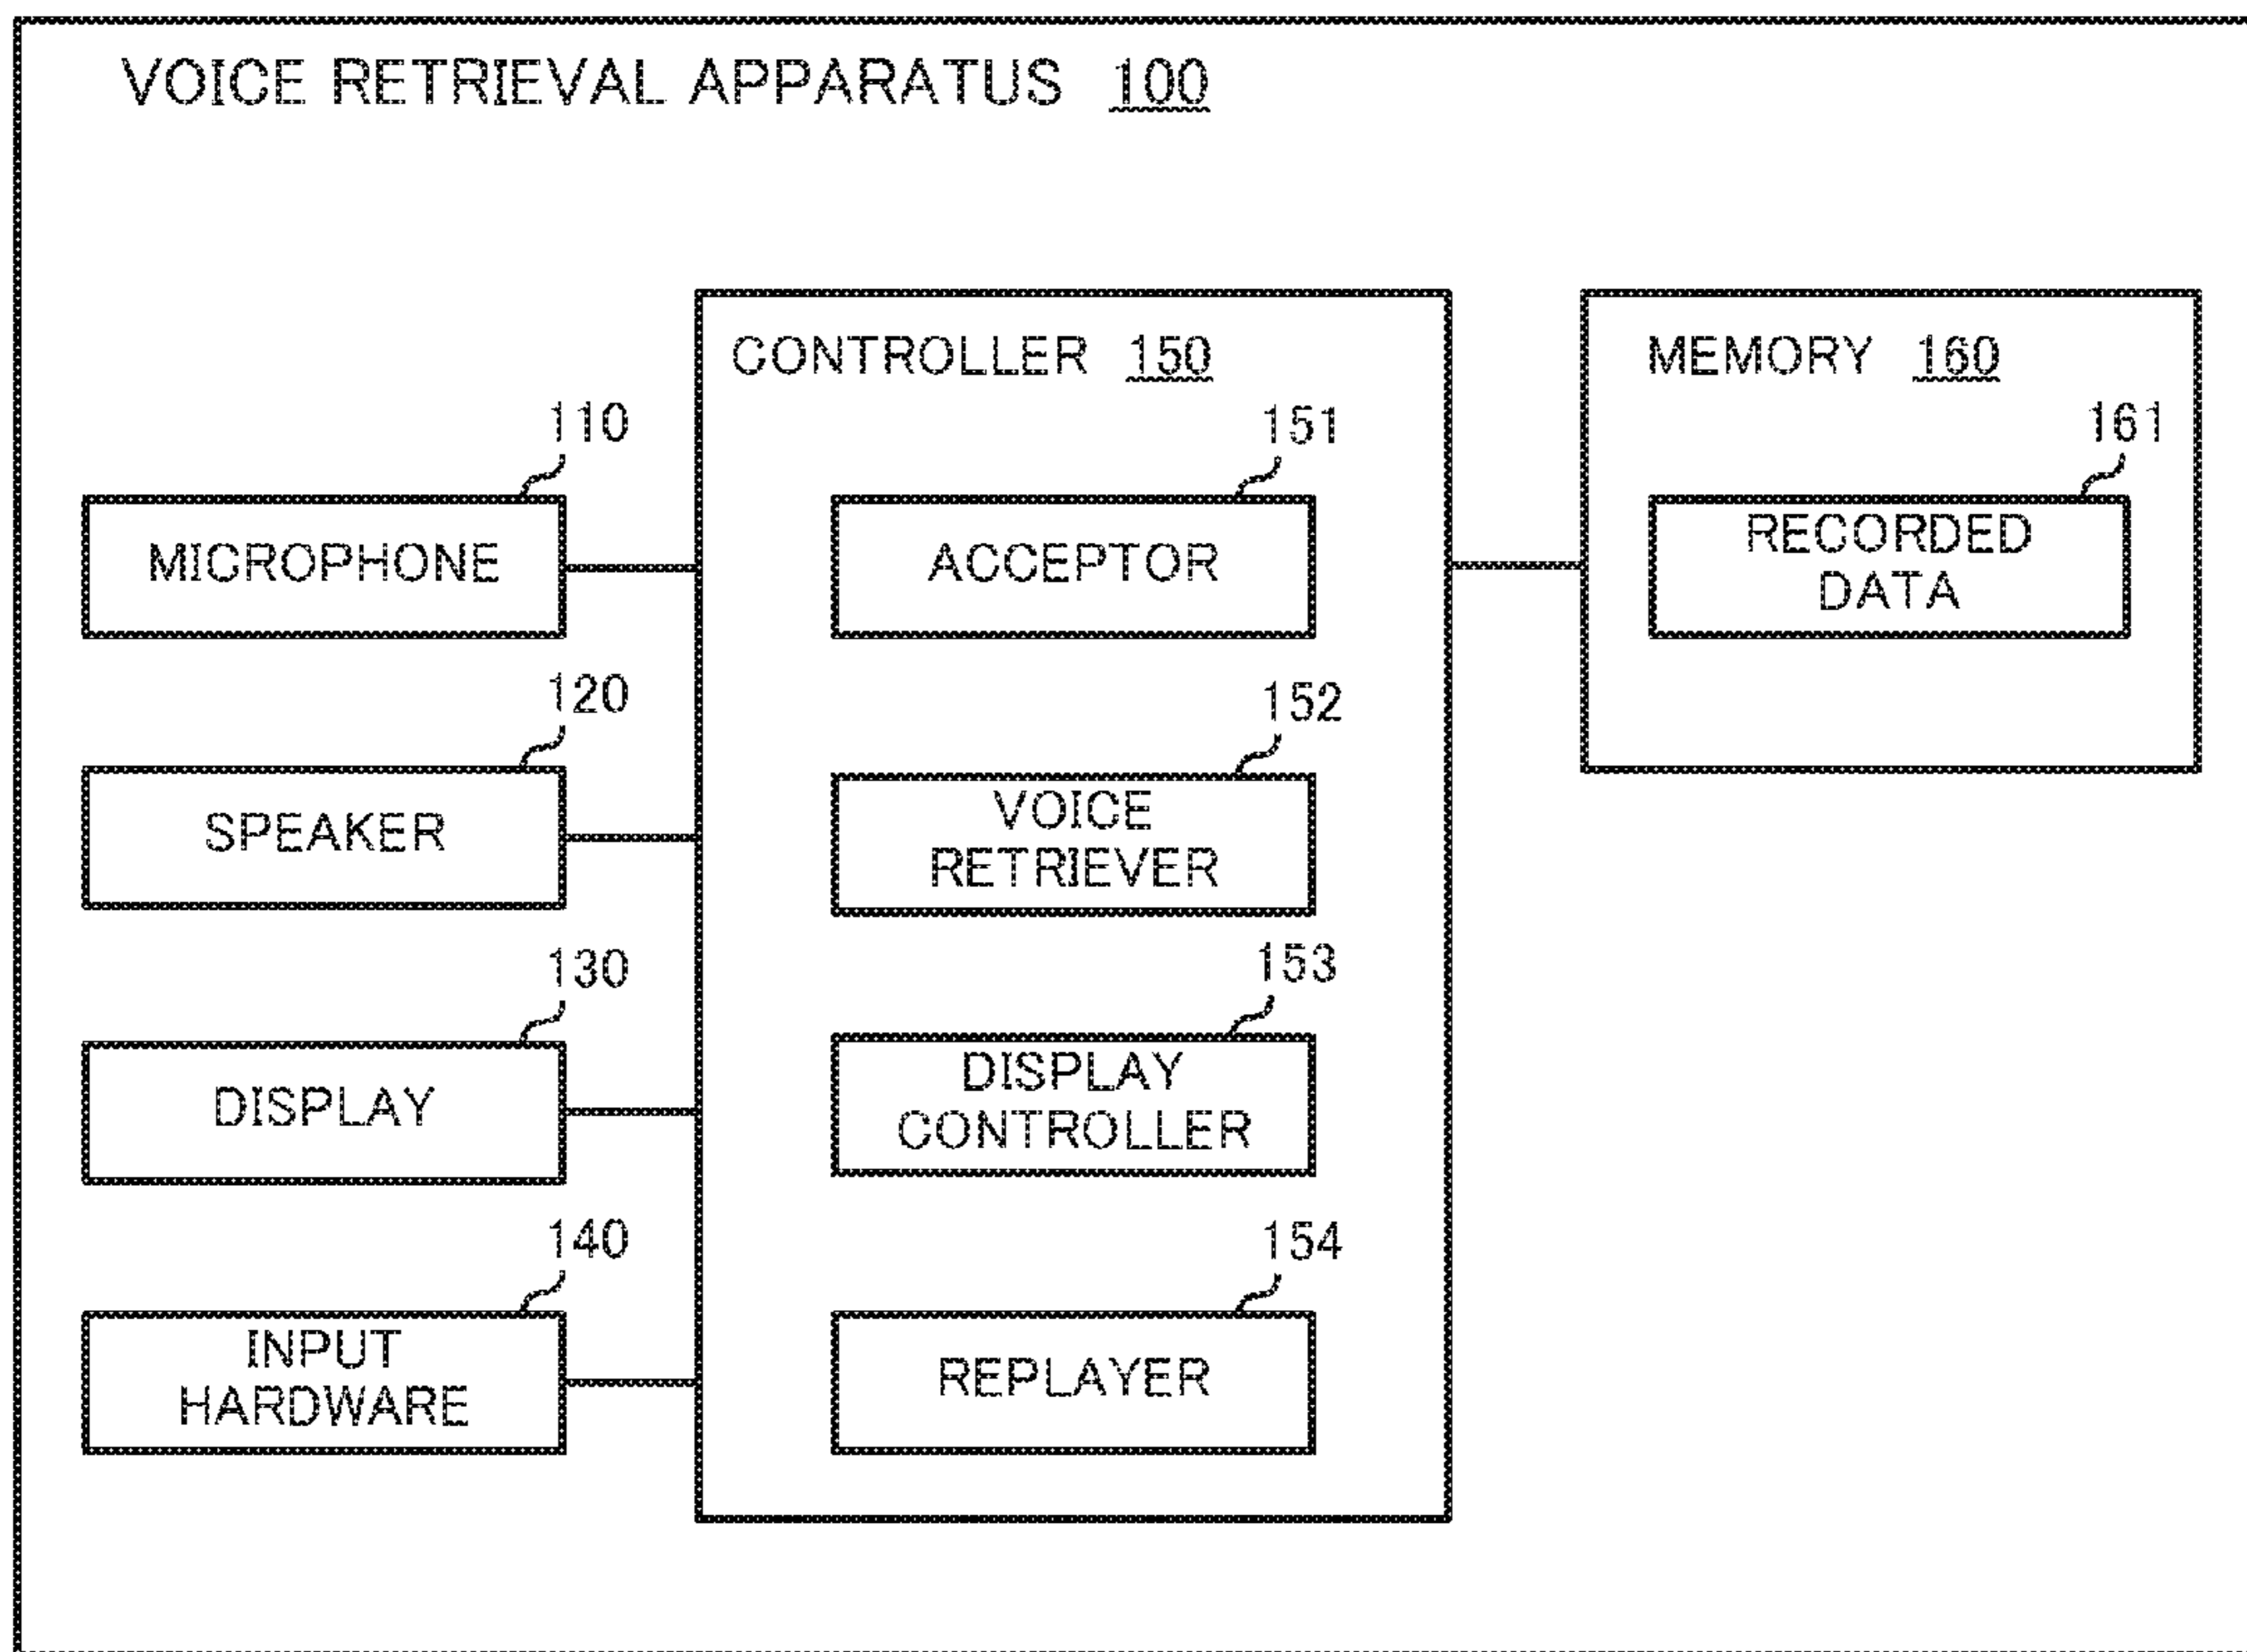 VOICE RETRIEVAL APPARATUS 100
CONTROLLER 150
MEMORY 160
110
MICROPHONE
120
SPEAKER
130
DISPLAY
140
INPUT
HARDWARE
151
ACCEPTOR
152
VOICE
RETRIEVER
153
DISPLAY
CONTROLLER
154
REPLAYER
161
RECORDED
DATA